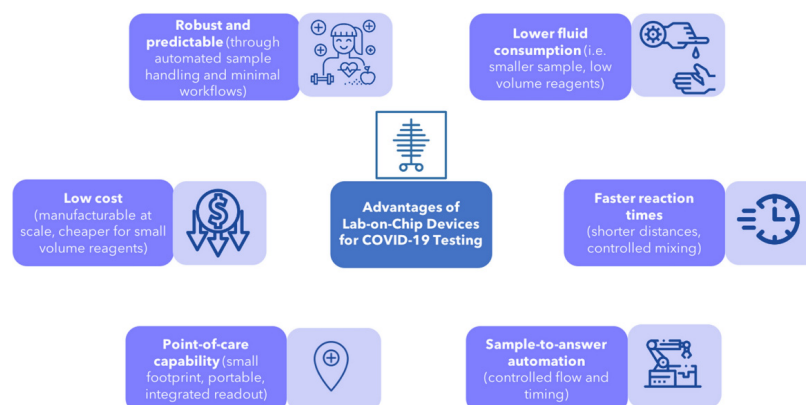 Robust and
predictable (through
automated sample
handling and minimal
workflows)
Lower fluid
consumption (i.e.
smaller sample, low
volume reagents)
Advantages of
Lab-on-Chip Devices
for COVID-19 Testing
Low cost
(manufacturable at
scale, cheaper for small
volume reagents)
$
Faster reaction
times
(shorter distances,
controlled mixing)
Point-of-care
capability (small
footprint, portable,
integrated readout)
Sample-to-answer
automation
(controlled flow and
timing)